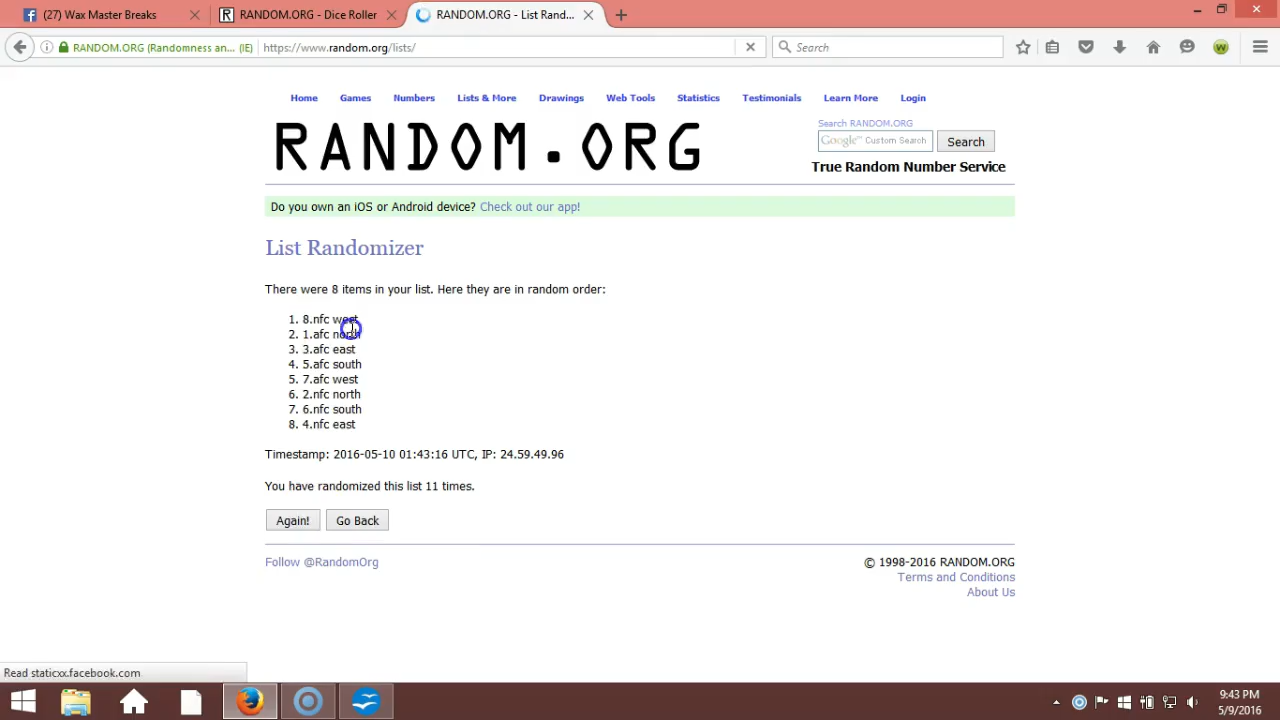 (27) Wax Master Breaks
RANDOM.ORG - Dice Roller
RANDOM.ORG - List Rand...
RANDOM.ORG (Randomness an... (IE)
https://www.random.org/lists/
Search
Home Games Numbers Lists & More Drawings Web Tools Statistics Testimonials Learn More Login
RANDOM.ORG
Search RANDOM.ORG
Google™ Custom Search
Search
True Random Number Service
Do you own an iOS or Android device? Check out our app!
List Randomizer
There were 8 items in your list. Here they are in random order:
1. 8.nfc west
2. 1.afc north
3. 3.afc east
4. 5.afc south
5. 7.afc west
6. 2.nfc north
7. 6.nfc south
8. 4.nfc east
Timestamp: 2016-05-10 01:43:16 UTC, IP: 24.59.49.96
You have randomized this list 11 times.
Again! Go Back
Follow @RandomOrg
© 1998-2016 RANDOM.ORG
Terms and Conditions
About Us
Read staticxx.facebook.com
9:43 PM
5/9/2016